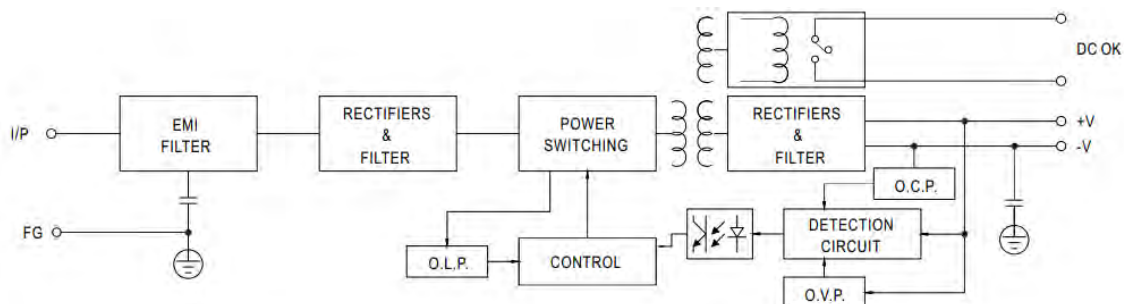 DC OK
I/P
EMI
FILTER
RECTIFIERS
&
FILTER
POWER
SWITCHING
RECTIFIERS
&
FILTER
+V
-V
O.C.P.
FG
O.L.P.
CONTROL
DETECTION
CIRCUIT
O.V.P.